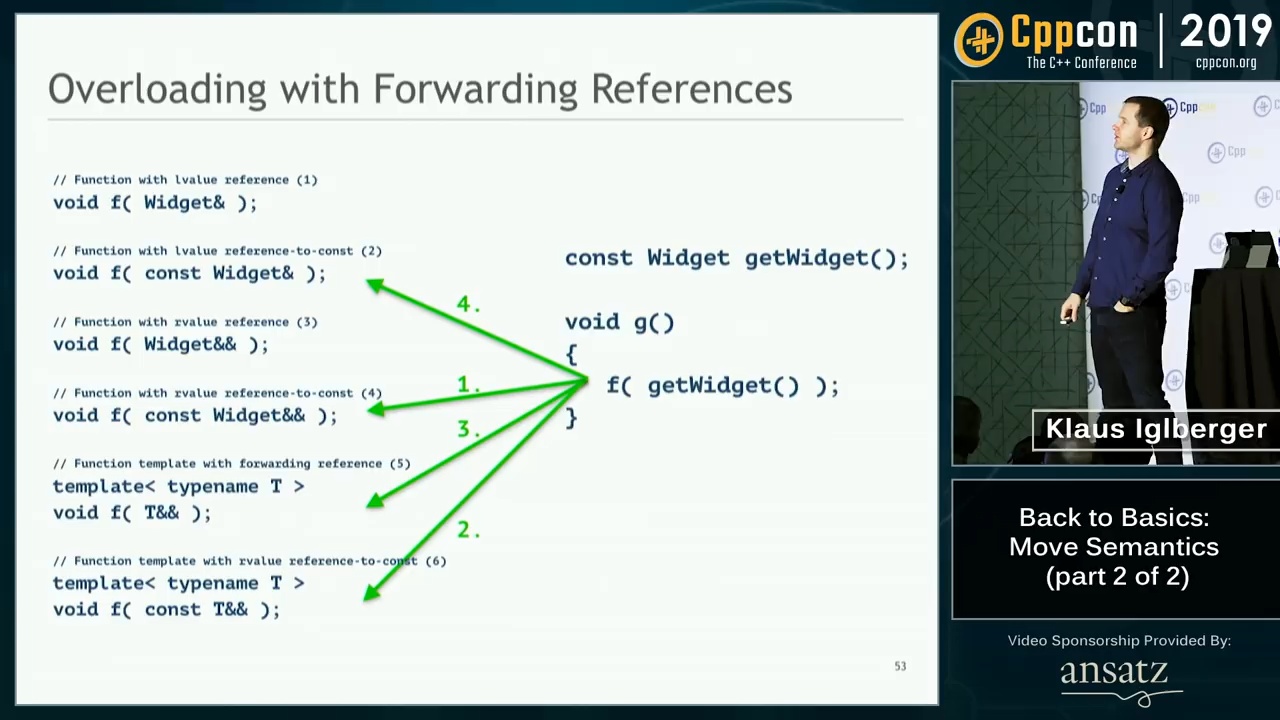 Overloading with Forwarding References
// Function with lvalue reference (1)
void f( Widget& );
// Function with lvalue reference-to-const (2)
void f( const Widget& );
// Function with rvalue reference (3)
void f( Widget&& );
// Function with rvalue reference-to-const (4)
void f( const Widget&& );
// Function template with forwarding reference (5)
template< typename T >
void f( T&& );
// Function template with rvalue reference-to-const (6)
template< typename T >
void f( const T&& );
4.
1.
3.
2.
const Widget getWidget();
void g()
{
f( getWidget() );
}
53
Cppcon | 2019
The C++ Conference
cppcon.org
Cpp
Cpp
Cpp
Klaus Iglberger
Back to Basics:
Move Semantics
(part 2 of 2)
Video Sponsorship Provided By:
ansatz